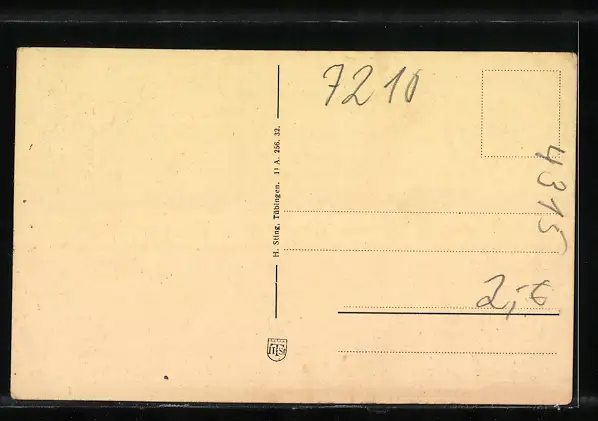 7210
4315
H. Sting, Tübingen. 11 A. 256. 32.
2,-